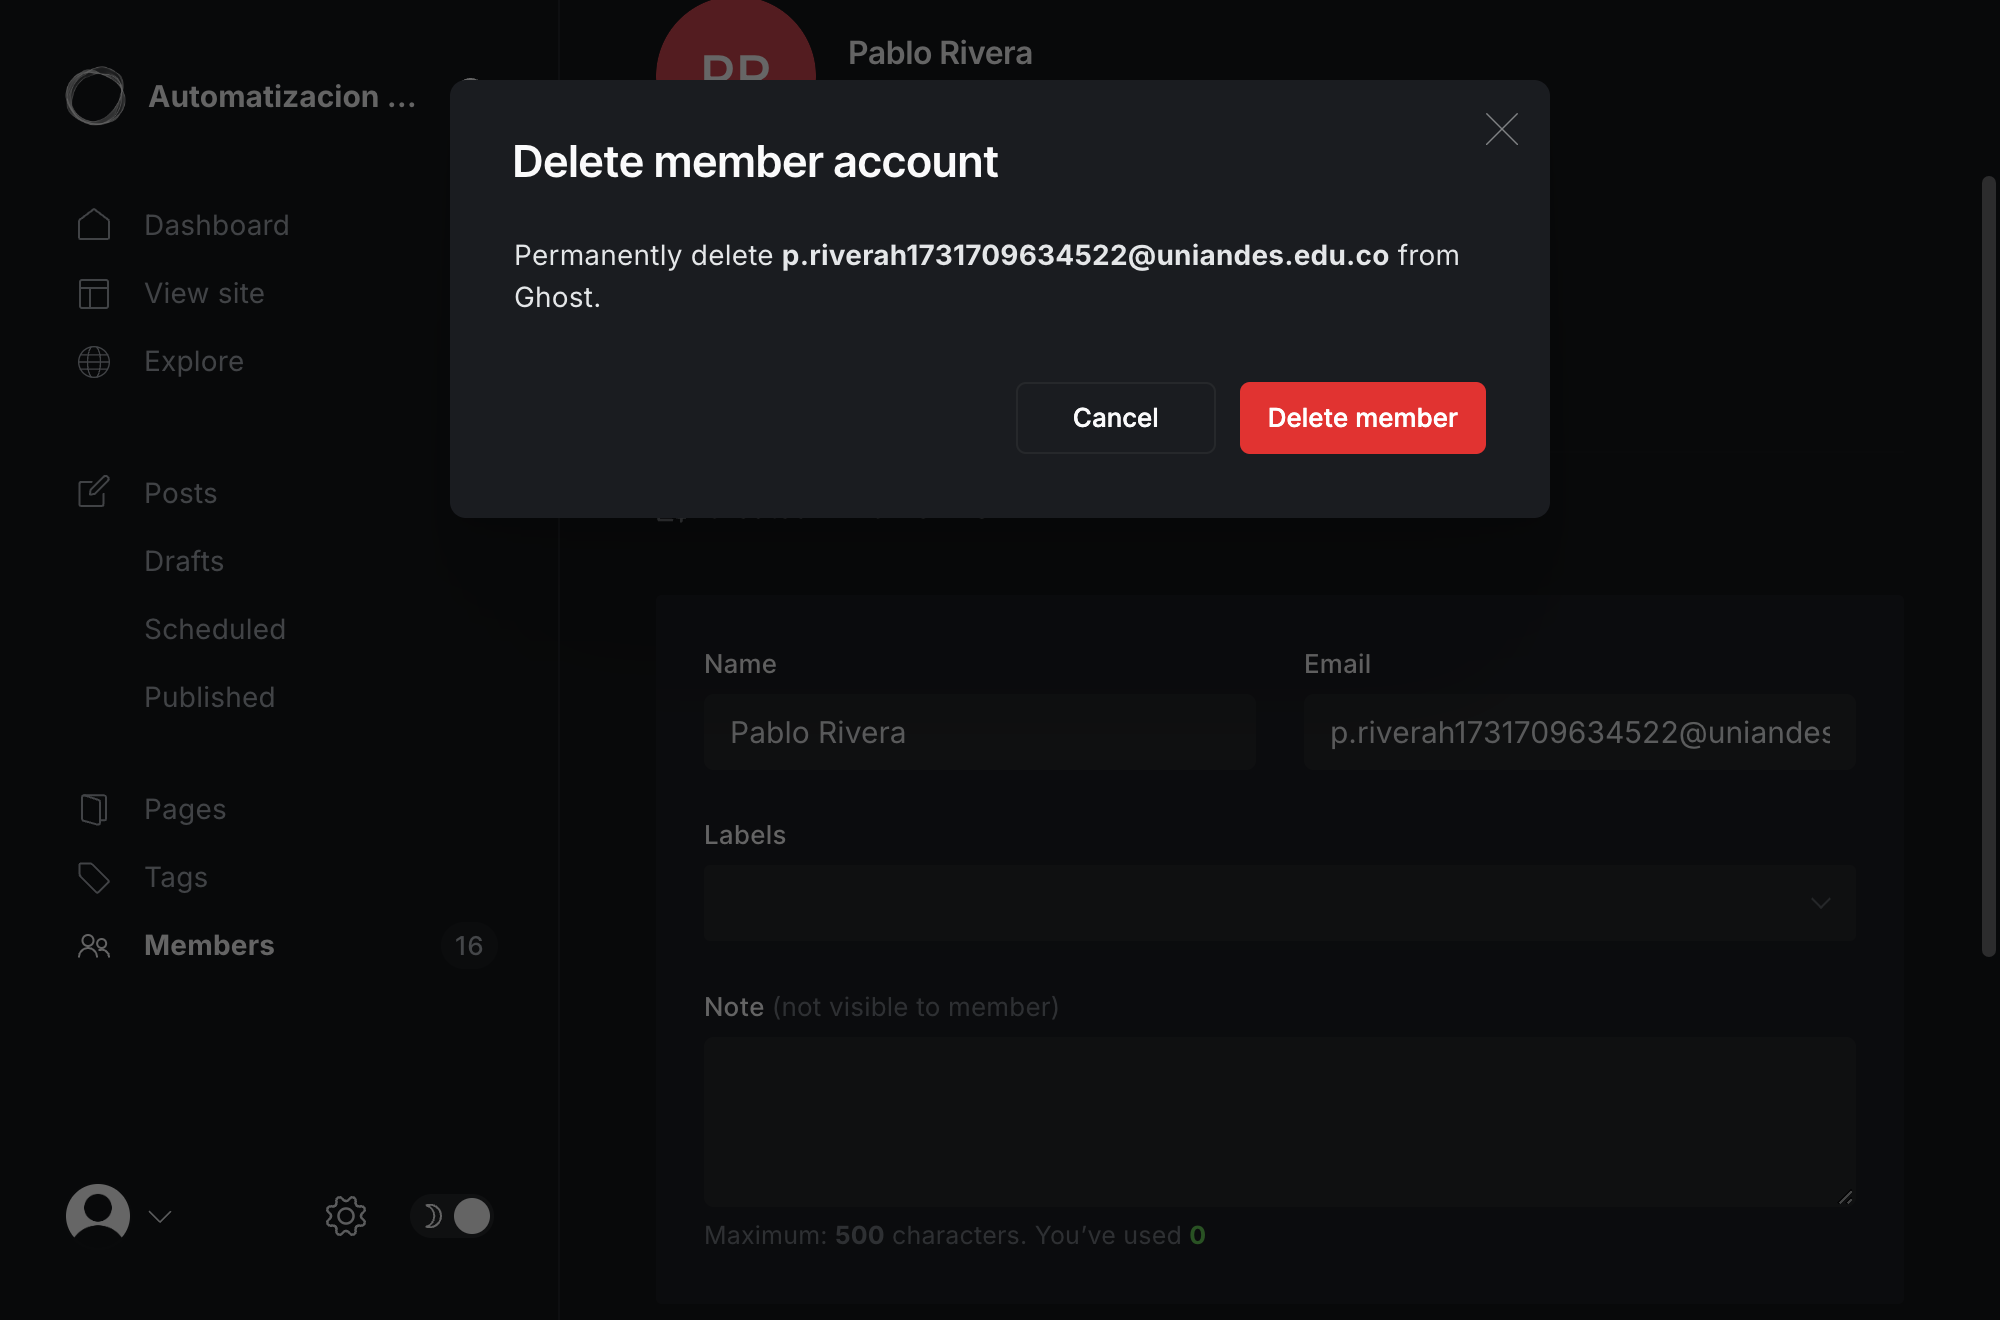 Automatizacion ...
Dashboard
View site
Explore
Posts
Drafts
Scheduled
Published
Pages
Tags
Members
16
Pablo Rivera
Delete member account
Permanently delete p.riverah1731709634522@uniandes.edu.co from
Ghost.
Cancel
Delete member
Name
Pablo Rivera
Email
p.riverah1731709634522@uniandes
Labels
Note (not visible to member)
Maximum: 500 characters. You've used 0